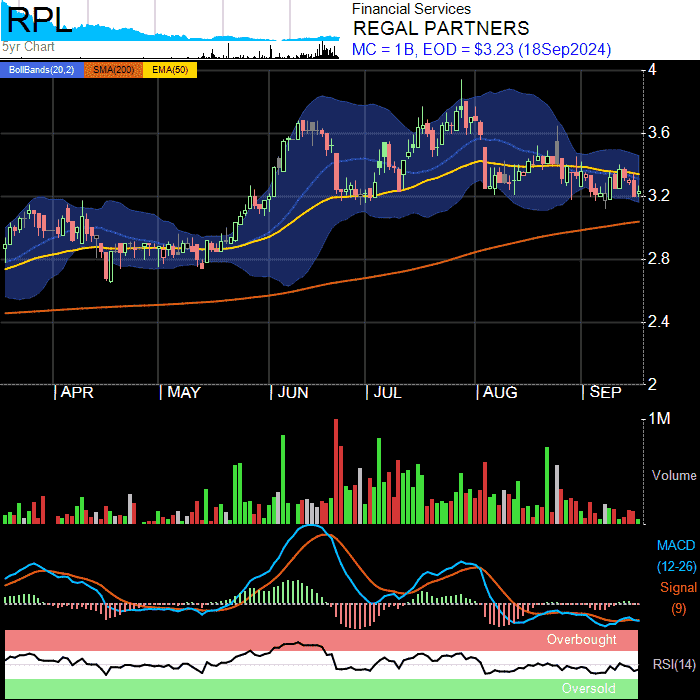 RPL
5yr Chart
Financial Services
REGAL PARTNERS
MC = 1B, EOD = $3.23 (18Sep2024)
BollBands(20,2) SMA(200) EMA(50)
4
3.6
3.2
2.8
2.4
2
APR MAY JUN JUL AUG SEP
1M
Volume
MACD
(12-26)
Signal
(9)
Overbought
RSI(14)
Oversold